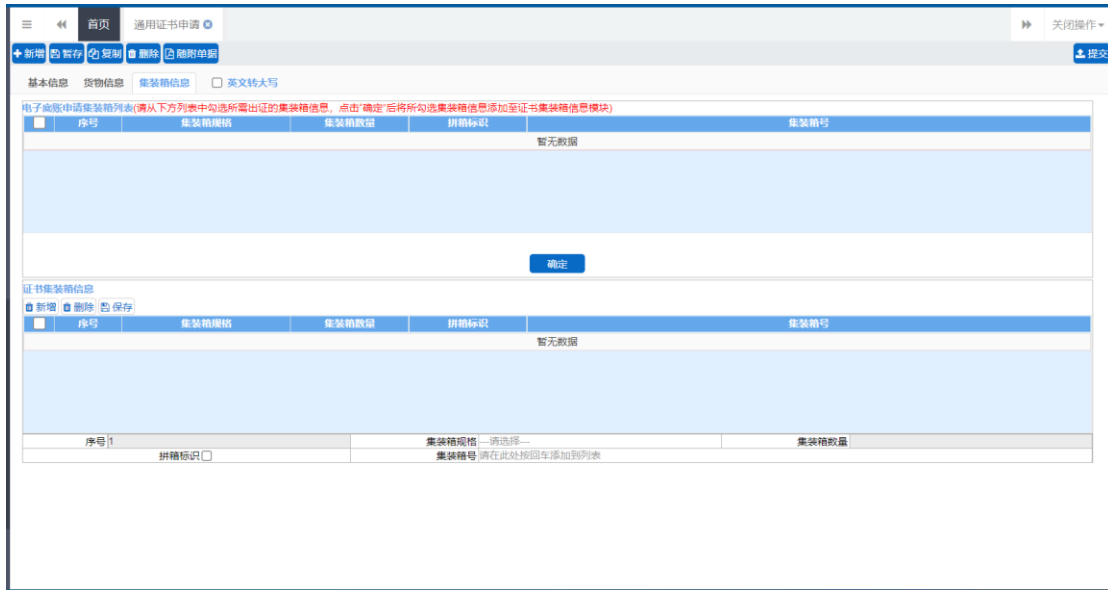 首页 通用证书申请 关闭操作
新增 暂存 复制 删除 随附单据 提交
基本信息 货物信息 集装箱信息 英文转大写
电子底账申请集装箱列表(请从下方列表中勾选所需出证的集装箱信息，点击"确定"后将所勾选集装箱信息添加至证书集装箱信息模块)
序号 集装箱规格 集装箱数量 拼箱标识 集装箱号
暂无数据
确定
证书集装箱信息
新增 删除 保存
序号 集装箱规格 集装箱数量 拼箱标识 集装箱号
暂无数据
序号 1 集装箱规格 ---请选择--- 集装箱数量
拼箱标识 集装箱号 请在此处按回车添加到列表